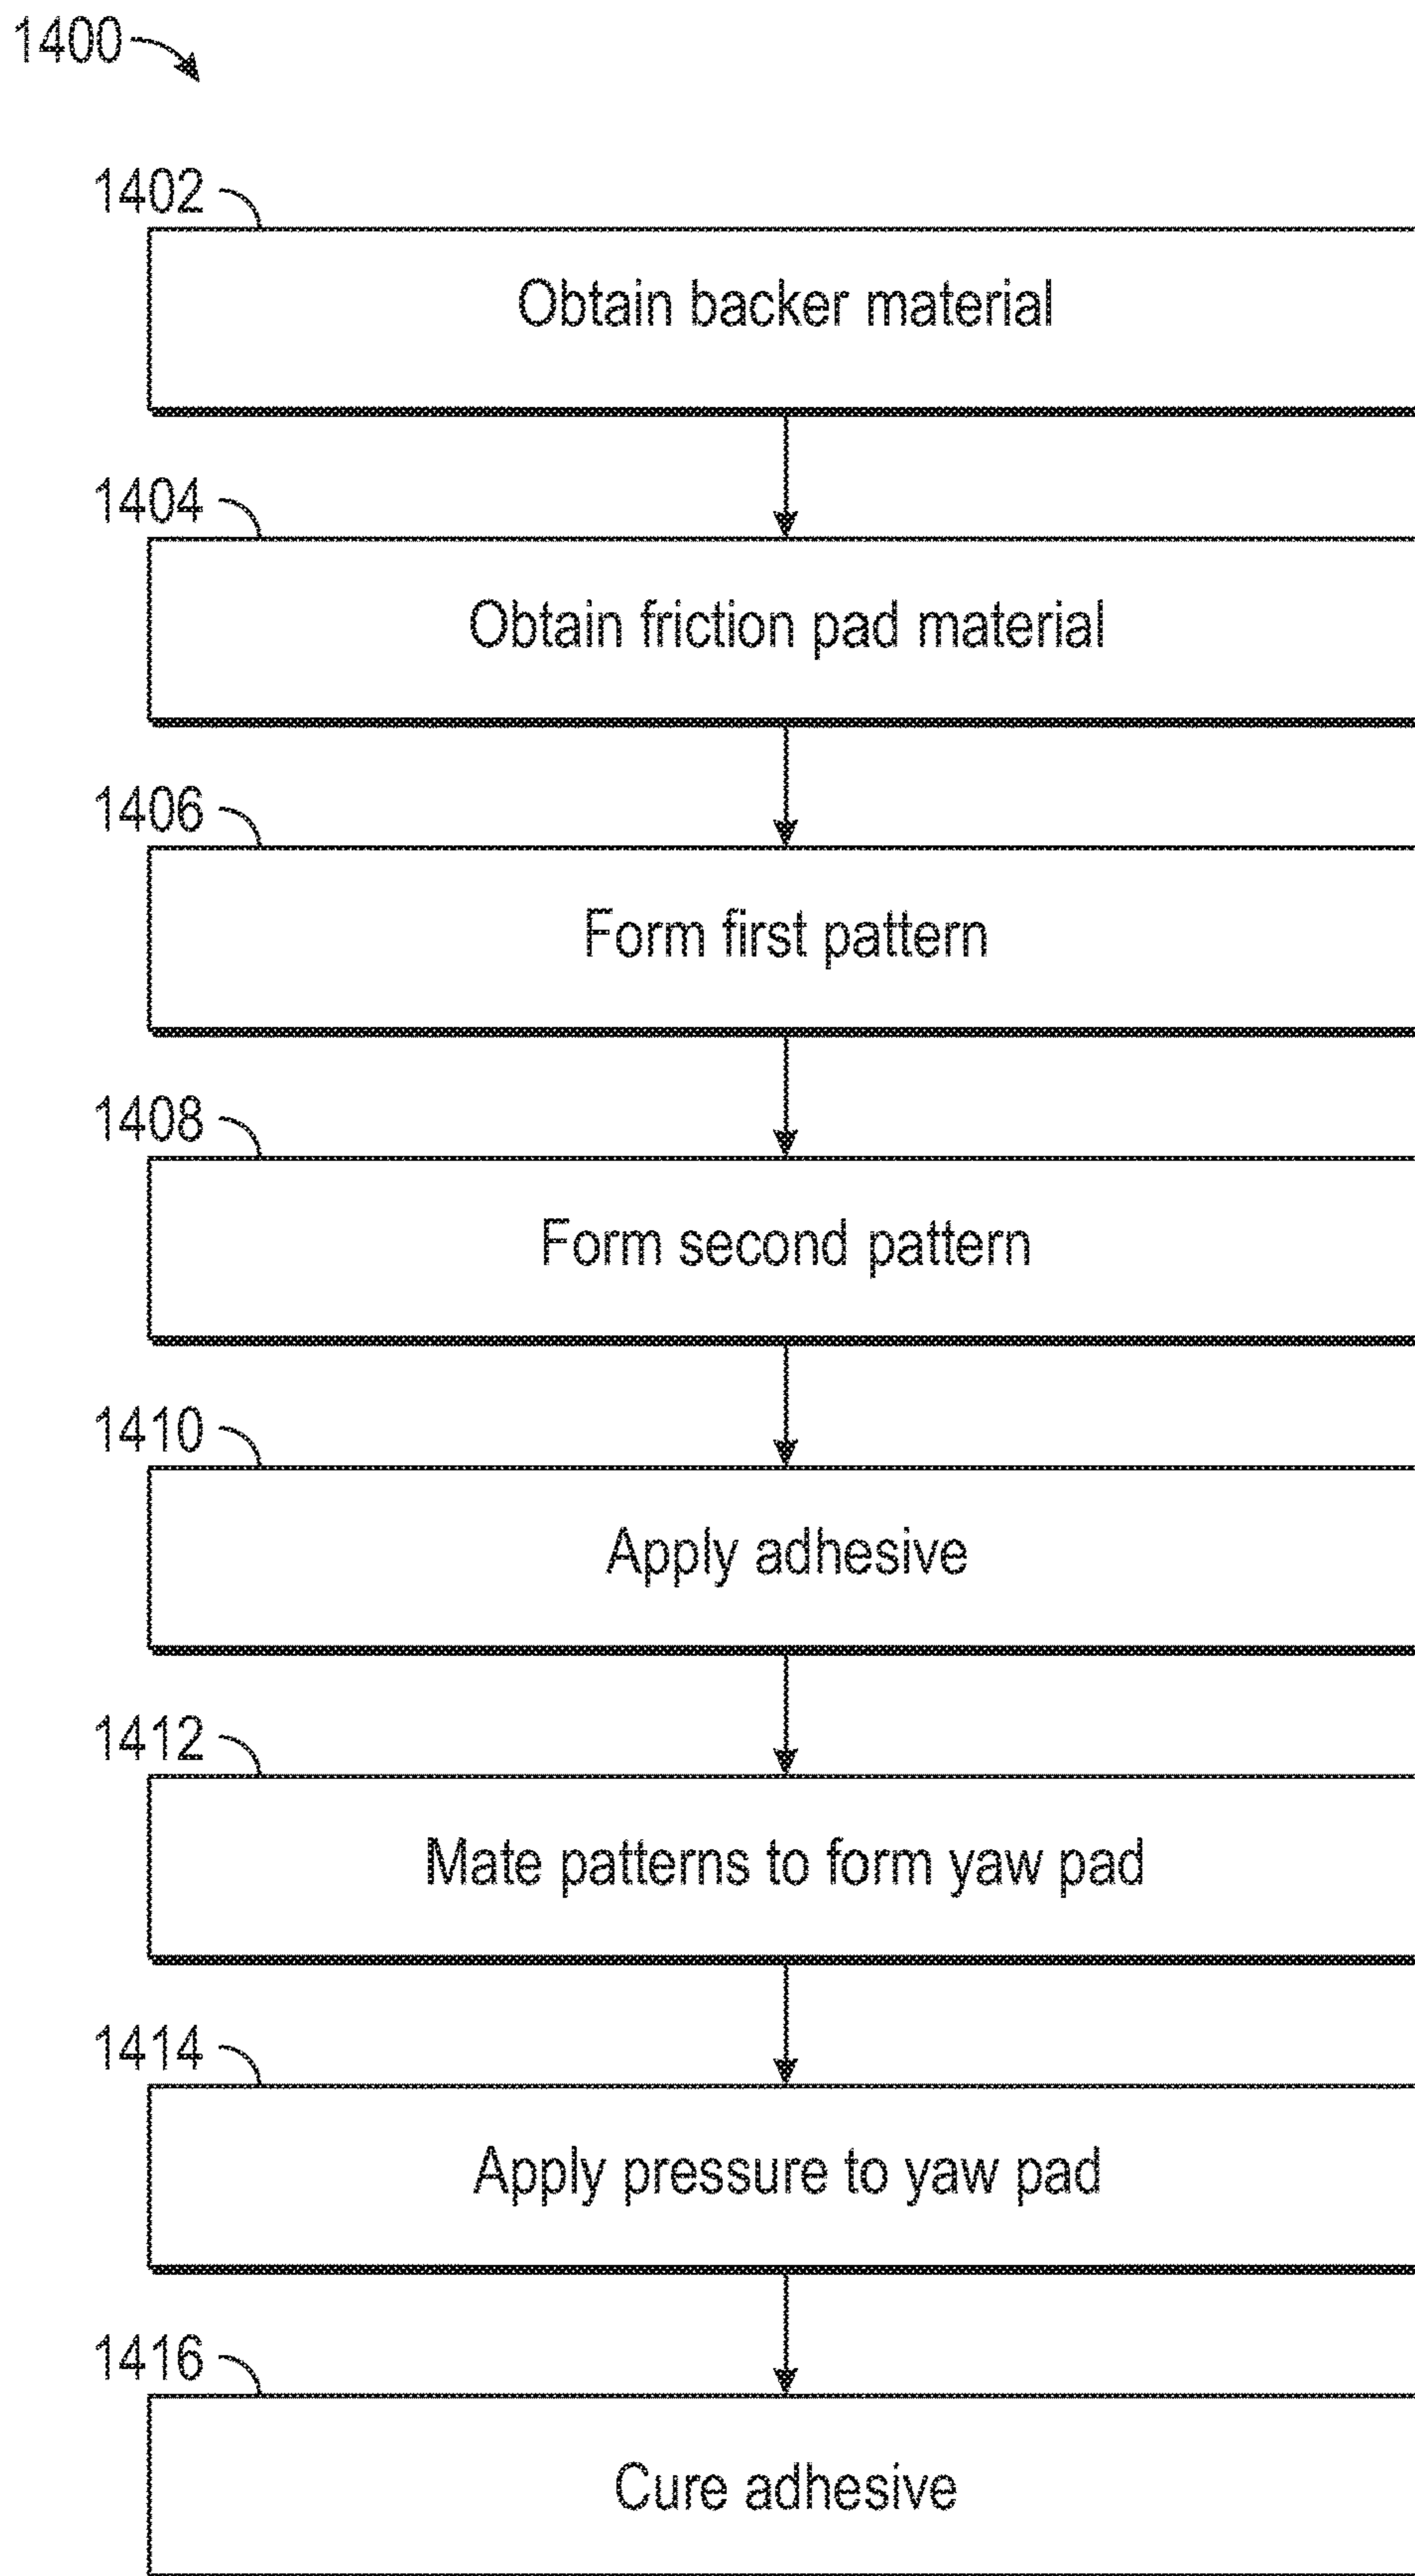 1400
1402
Obtain backer material
1404
Obtain friction pad material
1406
Form first pattern
1408
Form second pattern
1410
Apply adhesive
1412
Mate patterns to form yaw pad
1414
Apply pressure to yaw pad
1416
Cure adhesive